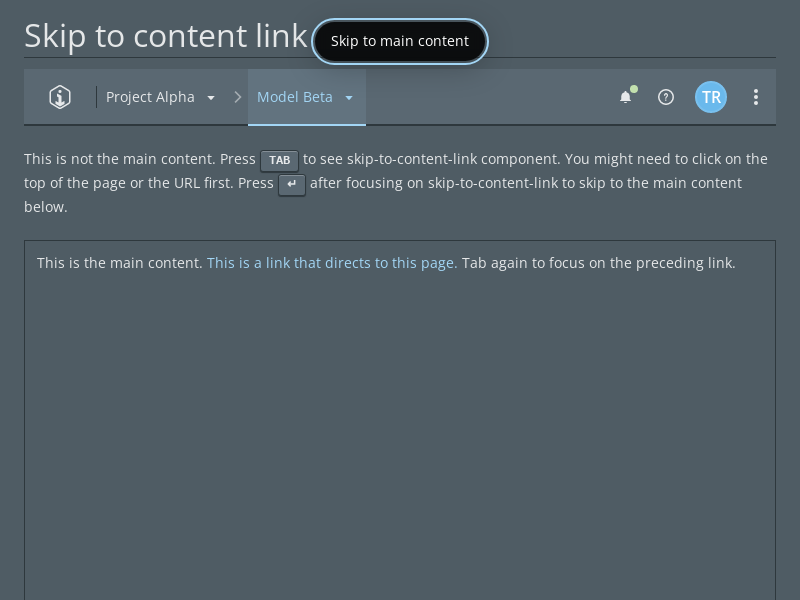 Skip to content link
Skip to main content
Project Alpha
Model Beta
TR
This is not the main content. Press TAB to see skip-to-content-link component. You might need to click on the
top of the page or the URL first. Press ↵ after focusing on skip-to-content-link to skip to the main content
below.
This is the main content. This is a link that directs to this page. Tab again to focus on the preceding link.